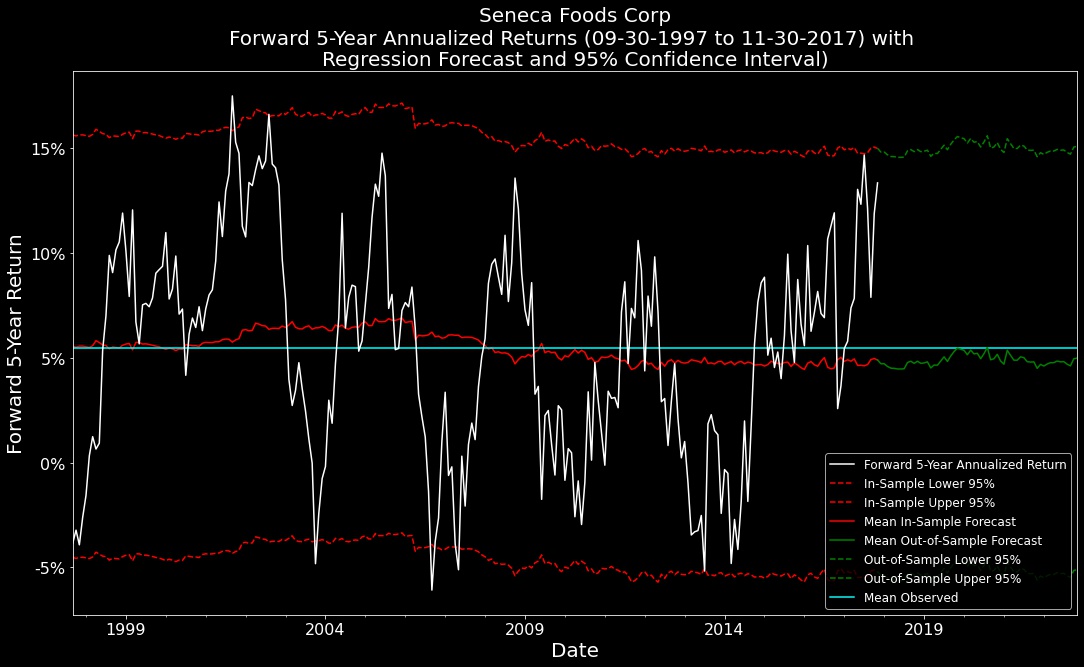 Seneca Foods Corp
Forward 5-Year Annualized Returns (09-30-1997 to 11-30-2017) with
Regression Forecast and 95% Confidence Interval)
Forward 5-Year Return
15%
10%
5%
0%
-5%
Forward 5-Year Annualized Return
In-Sample Lower 95%
In-Sample Upper 95%
Mean In-Sample Forecast
Mean Out-of-Sample Forecast
Out-of-Sample Lower 95%
Out-of-Sample Upper 95%
Mean Observed
1999 2004 2009 2014 2019
Date